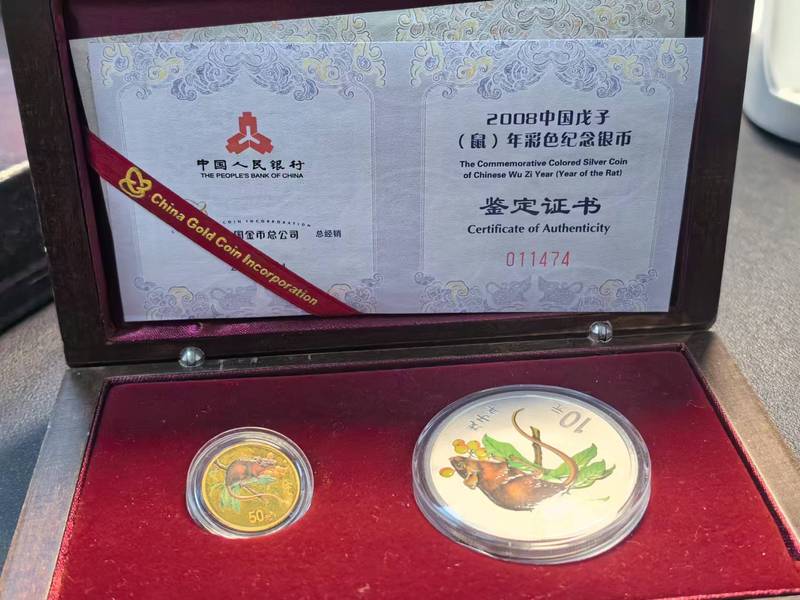 中国人民银行
THE PEOPLE'S BANK OF CHINA
COIN INCORPORATION
国金币总公司 总经销
China Gold Coin Incorporation
2008中国戊子
(鼠)年彩色纪念银币
The Commemorative Colored Silver Coin
of Chinese Wu Zi Year (Year of the Rat)
鉴定证书
Certificate of Authenticity
011474
50元
10元